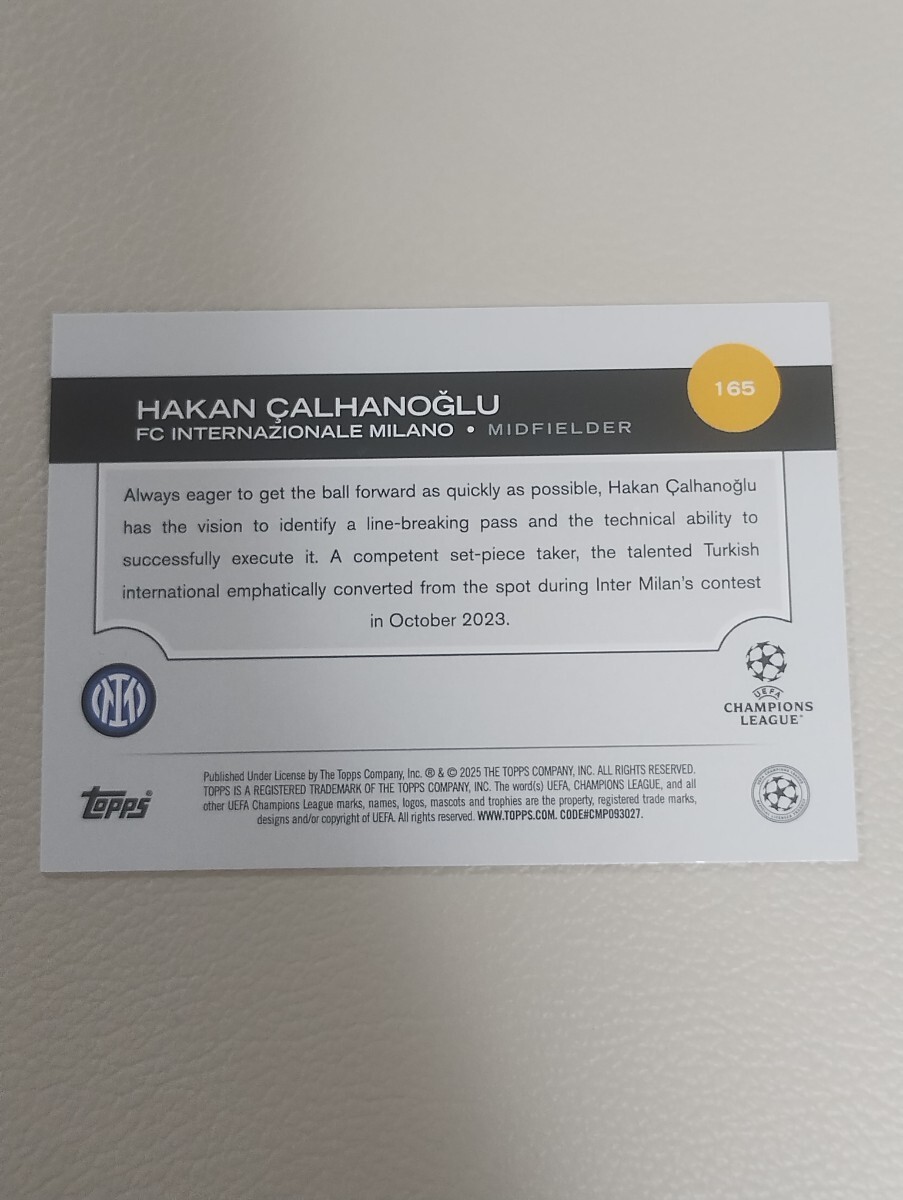 165
HAKAN ÇALHANOĞLU
FC INTERNAZIONALE MILANO • MIDFIELDER
Always eager to get the ball forward as quickly as possible, Hakan Çalhanoğlu
has the vision to identify a line-breaking pass and the technical ability to
successfully execute it. A competent set-piece taker, the talented Turkish
international emphatically converted from the spot during Inter Milan's contest
in October 2023.
UEFA
CHAMPIONS
LEAGUE
Topps®
Published Under License by The Topps Company, Inc. ® & © 2025 THE TOPPS COMPANY, INC. ALL RIGHTS RESERVED.
TOPPS IS A REGISTERED TRADEMARK OF THE TOPPS COMPANY, INC. The word(s) UEFA, CHAMPIONS LEAGUE, and all
other UEFA Champions League marks, names, logos, mascots and trophies are the property, registered trade marks,
designs and/or copyright of UEFA. All rights reserved. WWW.TOPPS.COM. CODE#CMP093027.